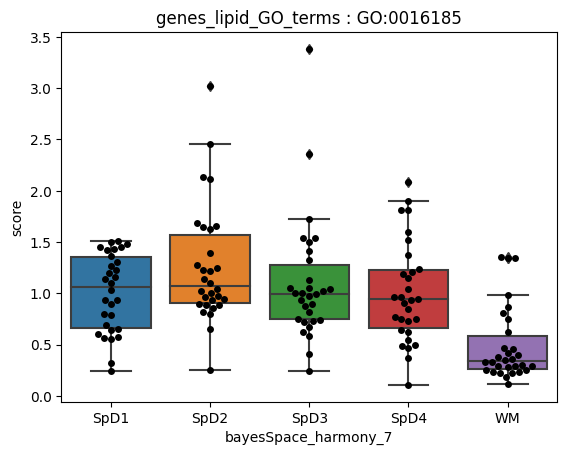 genes_lipid_GO_terms : GO:0016185
3.5
3.0
2.5
2.0
1.5
1.0
0.5
0.0
score
SpD1 SpD2 SpD3 SpD4 WM
bayesSpace_harmony_7